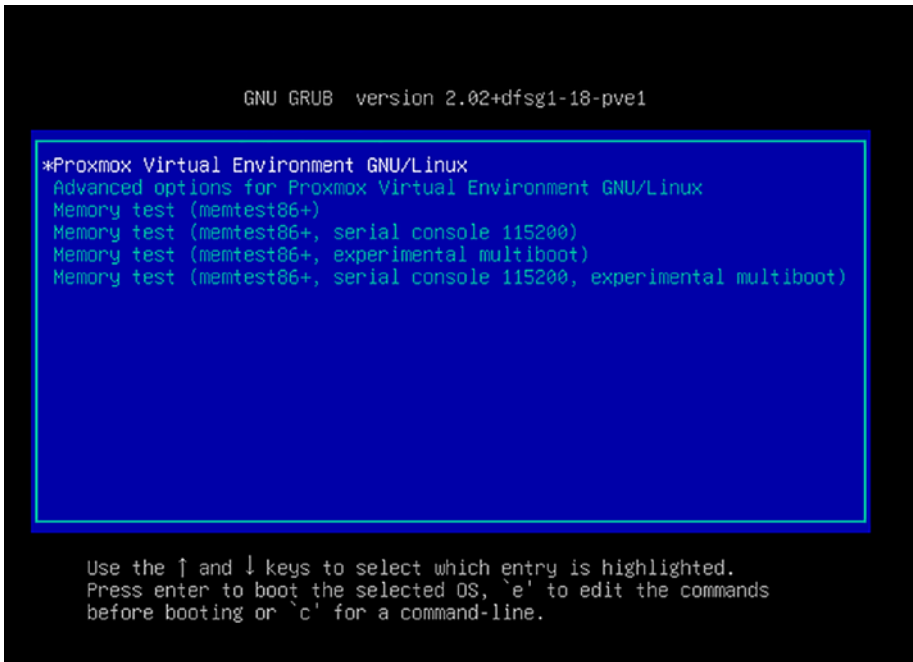 GNU GRUB  version 2.02+dfsg1-18-pve1
*Proxmox Virtual Environment GNU/Linux
Advanced options for Proxmox Virtual Environment GNU/Linux
Memory test (memtest86+)
Memory test (memtest86+, serial console 115200)
Memory test (memtest86+, experimental multiboot)
Memory test (memtest86+, serial console 115200, experimental multiboot)
Use the ↑ and ↓ keys to select which entry is highlighted.
Press enter to boot the selected OS, `e' to edit the commands
before booting or `c' for a command-line.